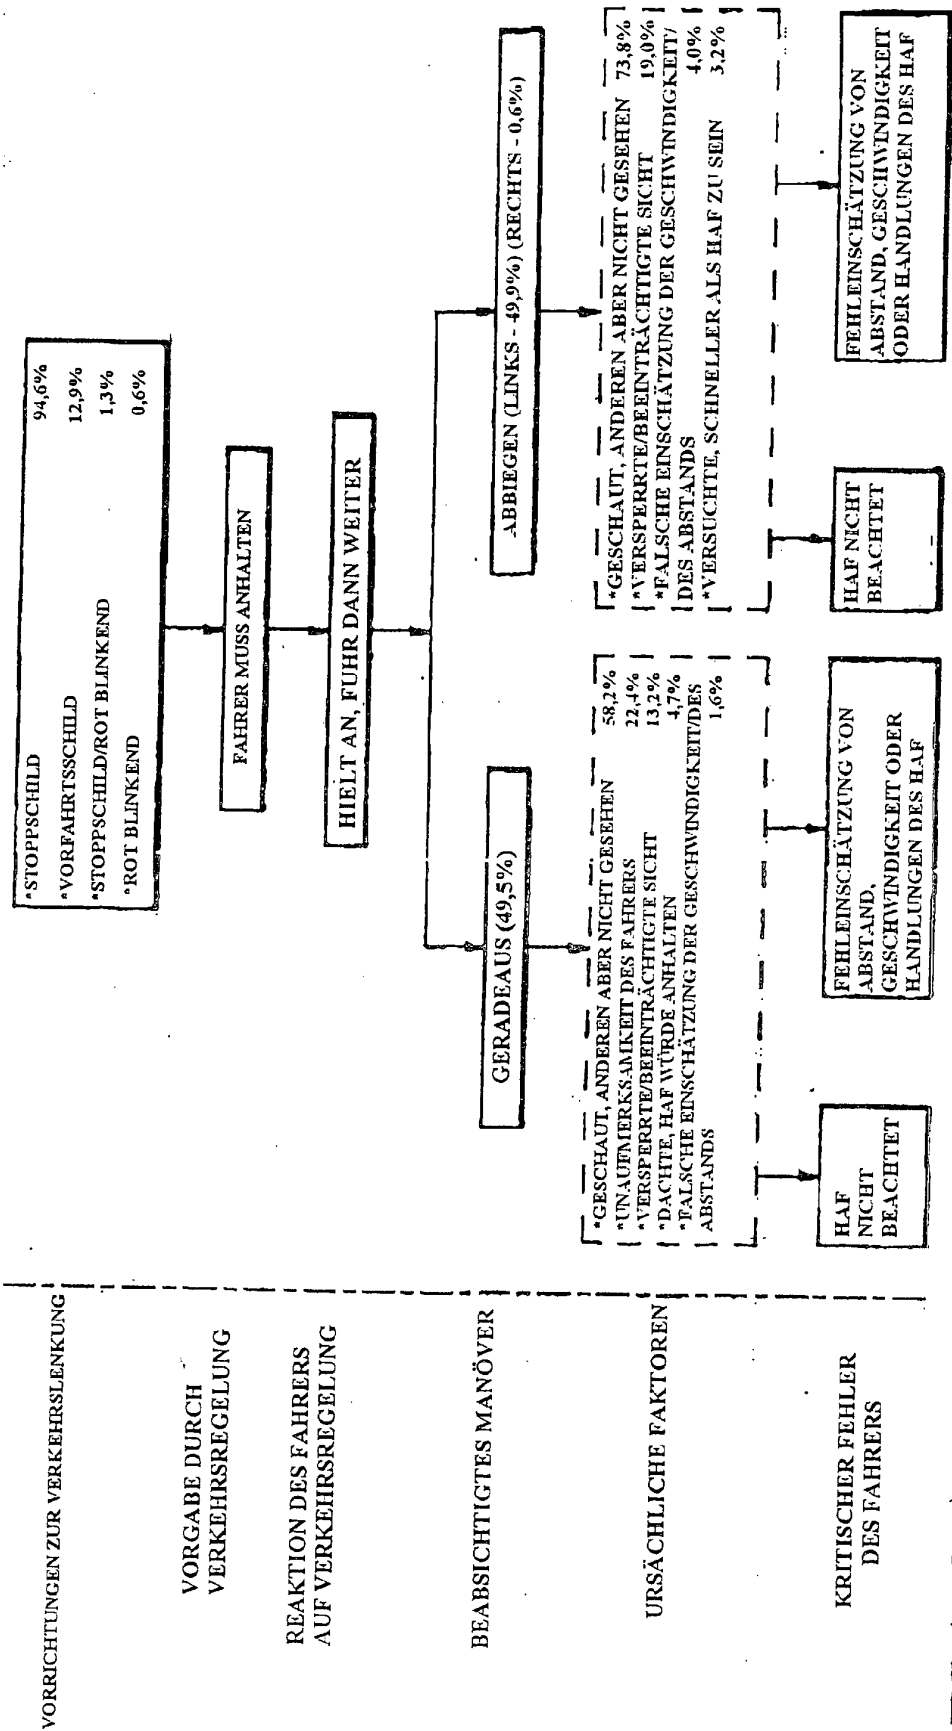 VORRICHTUNGEN ZUR VERKEHRSLENKUNG
*STOPPSCHILD 94,6%
*VORFAHRTSSCHILD 12,9%
*STOPPSCHILD/ROT BLINKEND 1,3%
*ROT BLINKEND 0,6%
VORGABE DURCH
VERKEHRSREGELUNG
FAHRER MUSS ANHALTEN
REAKTION DES FAHRERS
AUF VERKEHRSREGELUNG
HIELT AN, FUHR DANN WEITER
BEABSICHTIGTES MANÖVER
GERADEAUS (49,5%)
ABBIEGEN (LINKS - 49,9%) (RECHTS - 0,6%)
URSÄCHLICHE FAKTOREN
*GESCHAUT, ANDEREN ABER NICHT GESEHEN 58,2%
*UNAUFMERKSAMKEIT DES FAHRERS 22,4%
*VERSPERRTE/BEEINTRÄCHTIGTE SICHT 13,2%
*DACHTE, HAF WÜRDE ANHALTEN 4,7%
*FALSCHE EINSCHÄTZUNG DER GESCHWINDIGKEIT/DES
ABSTANDS 1,6%
*GESCHAUT, ANDEREN ABER NICHT GESEHEN 73,8%
*VERSPERRTE/BEEINTRÄCHTIGTE SICHT 19,0%
*FALSCHE EINSCHÄTZUNG DER GESCHWINDIGKEIT/
DES ABSTANDS 4,0%
*VERSUCHTE, SCHNELLER ALS HAF ZU SEIN 3,2%
KRITISCHER FEHLER
DES FAHRERS
HAF
NICHT
BEACHTET
FEHLEINSCHÄTZUNG VON
ABSTAND,
GESCHWINDIGKEIT ODER
HANDLUNGEN DES HAF
HAF NICHT
BEACHTET
FEHLEINSCHÄTZUNG VON
ABSTAND, GESCHWINDIGKEIT
ODER HANDLUNGEN DES HAF